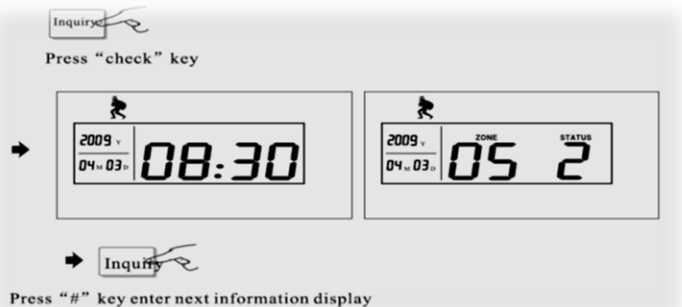 Inquiry
Press “check” key
2009 Y
04 M 03 D
08:30
2009 Y
04 M 03 D
ZONE
05
STATUS
2
Inquiry
Press “#” key enter next information display